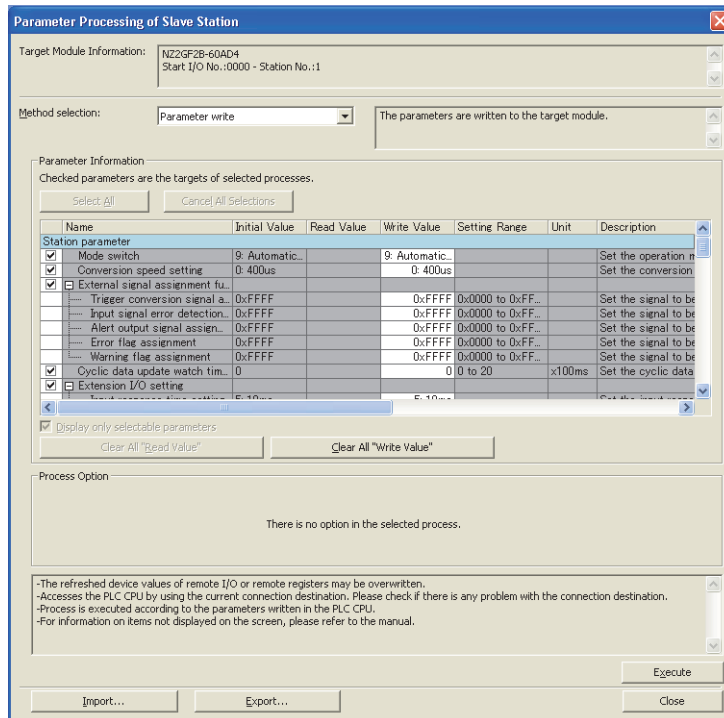 Parameter Processing of Slave Station
Target Module Information:
NZ2GF2B-60AD4
Start I/O No.:0000 - Station No.:1
Method selection:
Parameter write
The parameters are written to the target module.
Parameter Information
Checked parameters are the targets of selected processes.
Select All Cancel All Selections
Name Initial Value Read Value Write Value Setting Range Unit Description
Station parameter
Mode switch 9: Automatic... 9: Automatic... Set the operation m
Conversion speed setting 0: 400us 0: 400us Set the conversion
External signal assignment fu...
Trigger conversion signal a... 0xFFFF 0xFFFF 0x0000 to 0xFF... Set the signal to be
Input signal error detection... 0xFFFF 0xFFFF 0x0000 to 0xFF... Set the signal to be
Alert output signal assign... 0xFFFF 0xFFFF 0x0000 to 0xFF... Set the signal to be
Error flag assignment 0xFFFF 0xFFFF 0x0000 to 0xFF... Set the signal to be
Warning flag assignment 0xFFFF 0xFFFF 0x0000 to 0xFF... Set the signal to be
Cyclic data update watch tim... 0 0 0 to 20 x100ms Set the cyclic data
Extension I/O setting
Input response time setting 5: 10ms 5: 10ms Set the input respo
Display only selectable parameters
Clear All "Read Value" Clear All "Write Value"
Process Option
There is no option in the selected process.
-The refreshed device values of remote I/O or remote registers may be overwritten.
-Accesses the PLC CPU by using the current connection destination. Please check if there is any problem with the connection destination.
-Process is executed according to the parameters written in the PLC CPU.
-For information on items not displayed on the screen, please refer to the manual.
Execute
Import... Export... Close